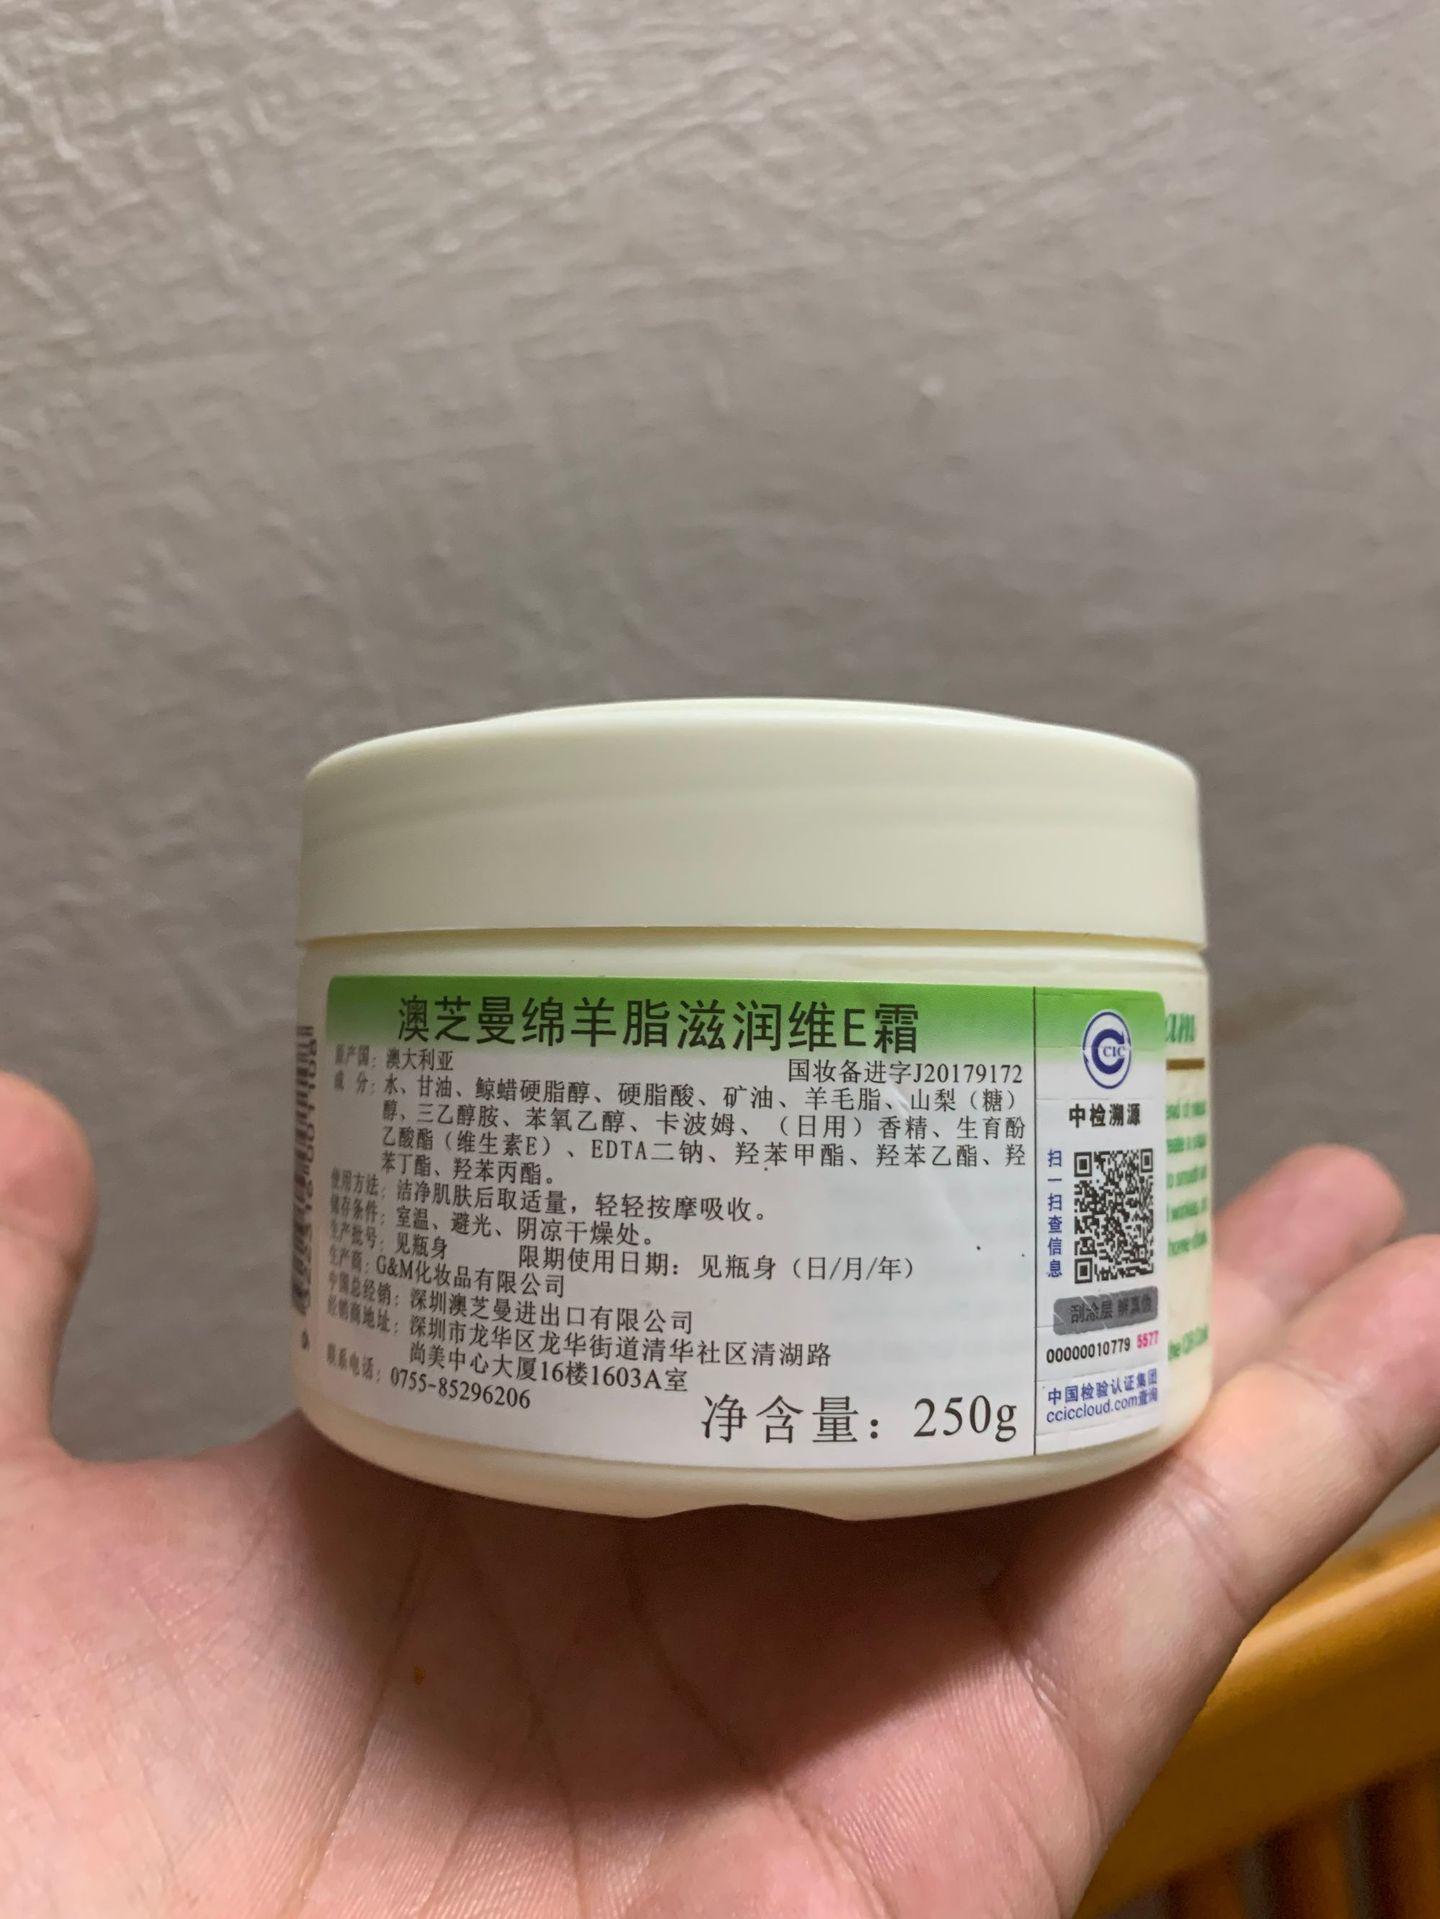 澳芝曼绵羊脂滋润维E霜
原产国：澳大利亚
国妆备进字J20179172
成 分：水、甘油、鲸蜡硬脂醇、硬脂酸、矿油、羊毛脂、山梨（糖）
醇、三乙醇胺、苯氧乙醇、卡波姆、（日用）香精、生育酚
乙酸酯（维生素E）、EDTA二钠、羟苯甲酯、羟苯乙酯、羟
苯丁酯、羟苯丙酯。
使用方法：洁净肌肤后取适量，轻轻按摩吸收。
储存条件：室温、避光、阴凉干燥处。
生产批号：见瓶身 限期使用日期：见瓶身（日/月/年）
生产商：G&M化妆品有限公司
中国总经销：深圳澳芝曼进出口有限公司
经销商地址：深圳市龙华区龙华街道清华社区清湖路
尚美中心大厦16楼1603A室
联系电话：0755-85296206
净含量：250g
CCIC
中检溯源
扫一扫查信息
刮涂层 辨真伪
00000010779 5577
中国检验认证集团
cciccloud.com查询